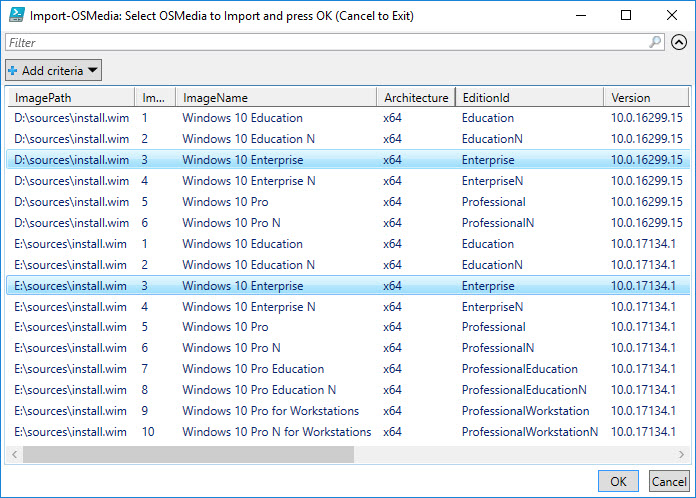 Import-OSMedia: Select OSMedia to Import and press OK (Cancel to Exit)
Filter
Add criteria
ImagePath Im... ImageName Architecture EditionId Version
D:\sources\install.wim 1 Windows 10 Education x64 Education 10.0.16299.15
D:\sources\install.wim 2 Windows 10 Education N x64 EducationN 10.0.16299.15
D:\sources\install.wim 3 Windows 10 Enterprise x64 Enterprise 10.0.16299.15
D:\sources\install.wim 4 Windows 10 Enterprise N x64 EnterpriseN 10.0.16299.15
D:\sources\install.wim 5 Windows 10 Pro x64 Professional 10.0.16299.15
D:\sources\install.wim 6 Windows 10 Pro N x64 ProfessionalN 10.0.16299.15
E:\sources\install.wim 1 Windows 10 Education x64 Education 10.0.17134.1
E:\sources\install.wim 2 Windows 10 Education N x64 EducationN 10.0.17134.1
E:\sources\install.wim 3 Windows 10 Enterprise x64 Enterprise 10.0.17134.1
E:\sources\install.wim 4 Windows 10 Enterprise N x64 EnterpriseN 10.0.17134.1
E:\sources\install.wim 5 Windows 10 Pro x64 Professional 10.0.17134.1
E:\sources\install.wim 6 Windows 10 Pro N x64 ProfessionalN 10.0.17134.1
E:\sources\install.wim 7 Windows 10 Pro Education x64 ProfessionalEducation 10.0.17134.1
E:\sources\install.wim 8 Windows 10 Pro Education N x64 ProfessionalEducationN 10.0.17134.1
E:\sources\install.wim 9 Windows 10 Pro for Workstations x64 ProfessionalWorkstation 10.0.17134.1
E:\sources\install.wim 10 Windows 10 Pro N for Workstations x64 ProfessionalWorkstationN 10.0.17134.1
OK Cancel